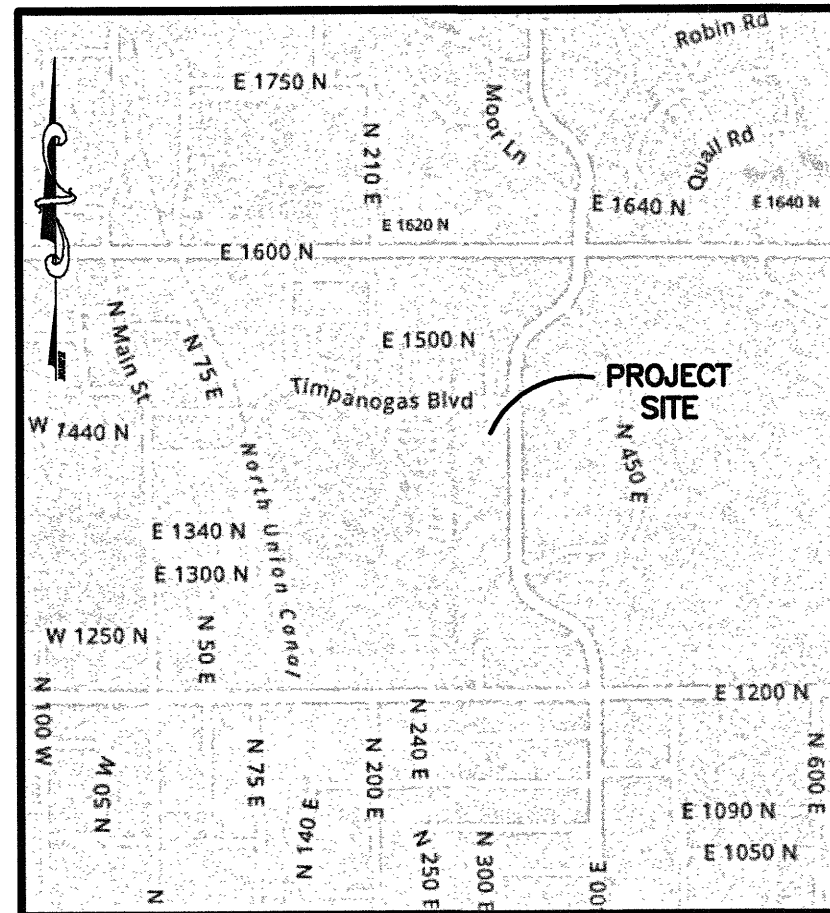 Robin Rd
E 1750 N
Moor Ln
N 210 E
Quail Rd
E 1640 N
E 1640 N
E 1620 N
E 1600 N
N Main St
N 75 E
E 1500 N
PROJECT
SITE
Timpanogas Blvd
W 1440 N
N 450 E
North Union Canal
E 1340 N
E 1300 N
N 50 E
W 1250 N
N 100 W
E 1200 N
N 240 E
N 50 W
N 75 E
N 200 E
N 600 E
N 140 E
E 1090 N
N 250 E
N 300 E
E 1050 N
N